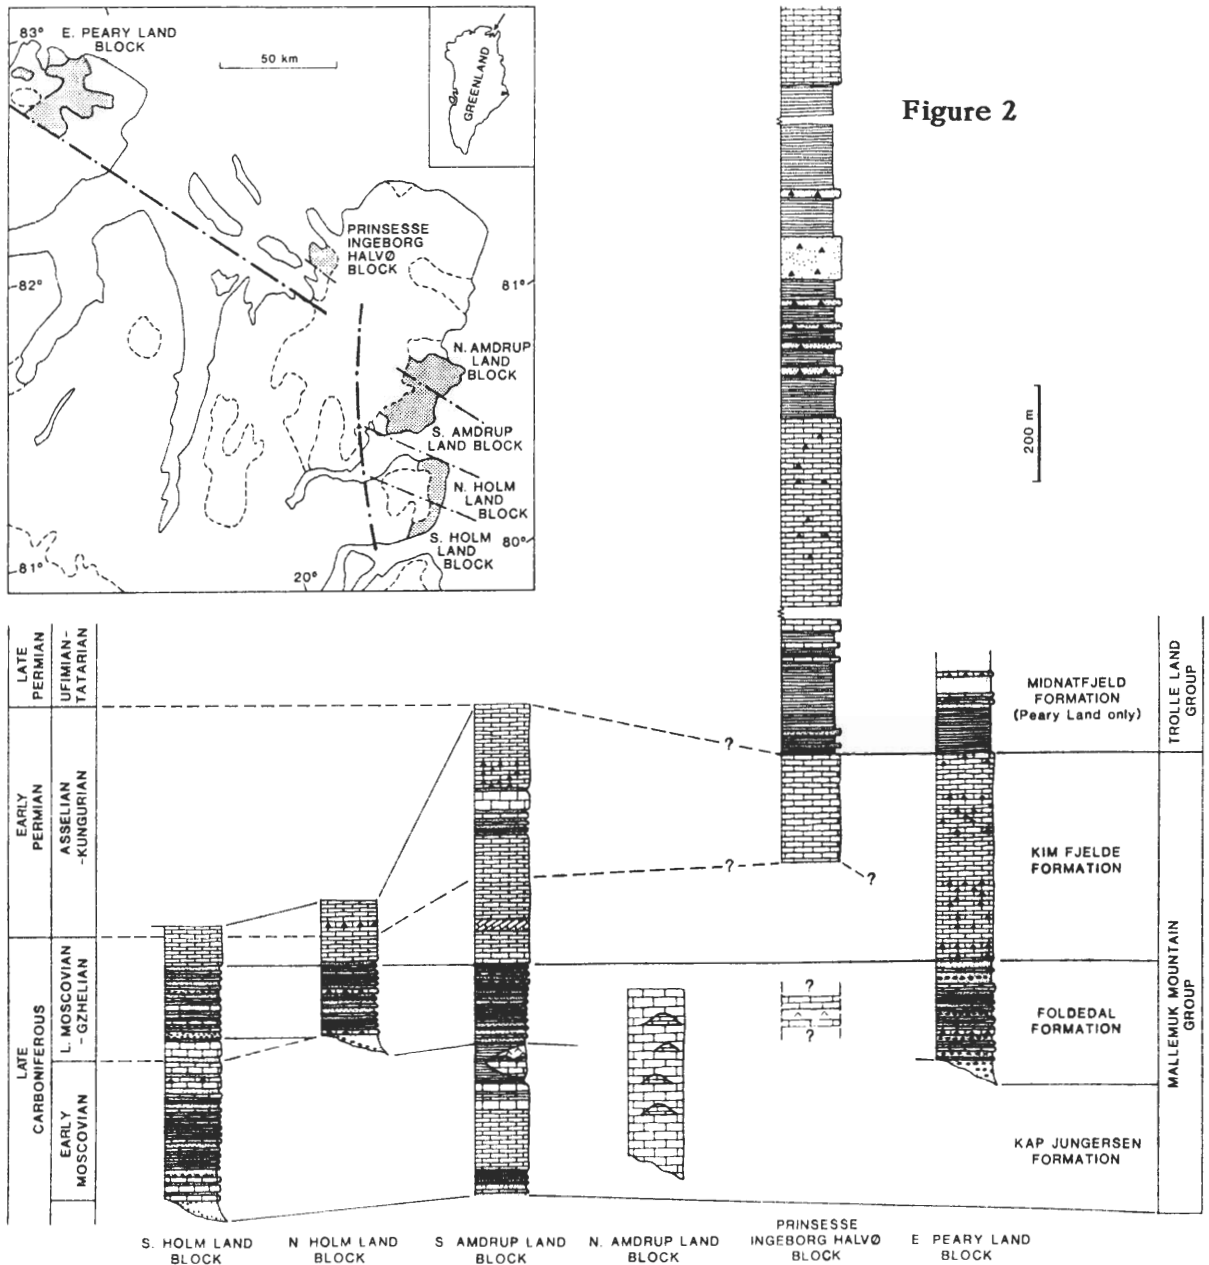 83°
E. PEARY LAND
BLOCK
50 km
GREENLAND
Figure 2
PRINSESSE
INGEBORG
HALVØ
BLOCK
82°
81°
N. AMDRUP
LAND
BLOCK
S. AMDRUP
LAND BLOCK
N. HOLM
LAND
BLOCK
S. HOLM
LAND
BLOCK
80°
81°
20°
200 m
LATE
PERMIAN
UFIMIAN-
TATARIAN
EARLY
PERMIAN
ASSELIAN
-KUNGURIAN
LATE
CARBONIFEROUS
L. MOSCOVIAN
- GZHELIAN
EARLY
MOSCOVIAN
?
?
?
?
?
MIDNATFJELD
FORMATION
(Peary Land only)
KIM FJELDE
FORMATION
FOLDEDAL
FORMATION
KAP JUNGERSEN
FORMATION
TROLLE LAND
GROUP
MALLEMUK MOUNTAIN
GROUP
S. HOLM LAND
BLOCK
N HOLM LAND
BLOCK
S AMDRUP LAND
BLOCK
N. AMDRUP LAND
BLOCK
PRINSESSE
INGEBORG HALVØ
BLOCK
E PEARY LAND
BLOCK